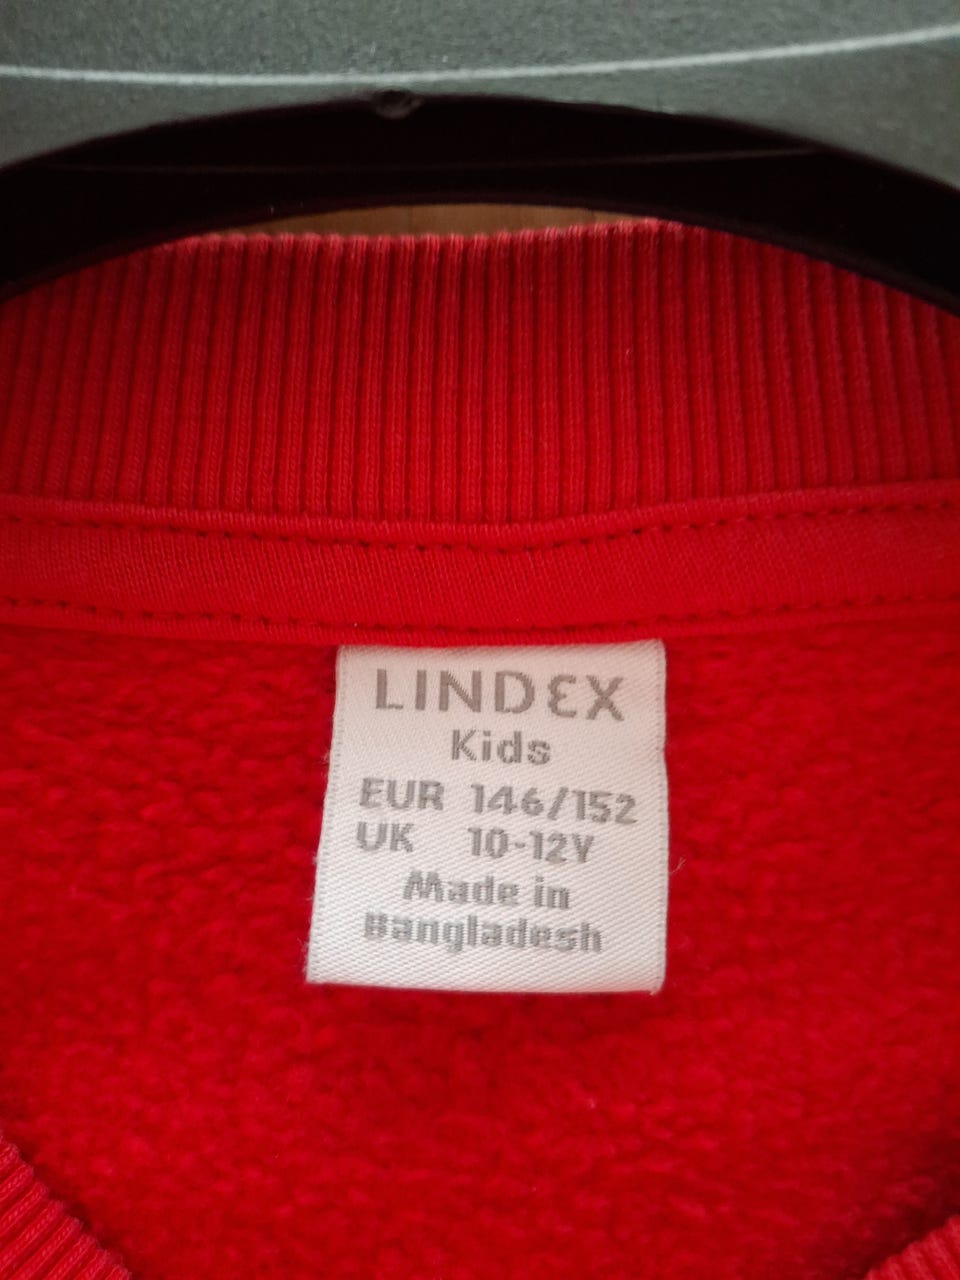 LINDEX
Kids
EUR 146/152
UK 10-12Y
Made in
Bangladesh